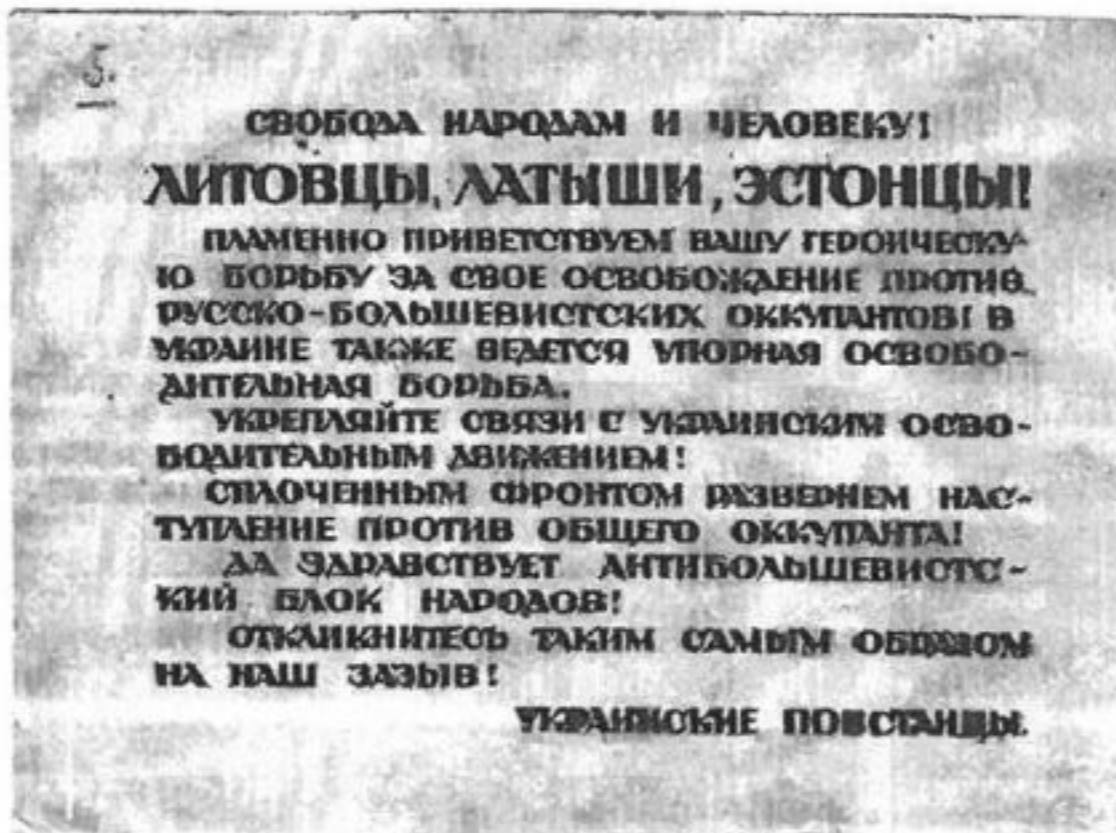 5.
СВОБОДА НАРОДАМ И ЧЕЛОВЕКУ!
ЛИТОВЦЫ, ЛАТЫШИ, ЭСТОНЦЫ!
ПЛАМЕННО ПРИВЕТСТВУЕМ ВАШУ ГЕРОИЧЕСКУ-
Ю БОРЬБУ ЗА СВОЕ ОСВОБОЖДЕНИЕ ПРОТИВ
РУССКО-БОЛЬШЕВИСТСКИХ ОККУПАНТОВ! В
УКРАИНЕ ТАКЖЕ ВЕДЕТСЯ УПОРНАЯ ОСВОБО-
ДИТЕЛЬНАЯ БОРЬБА.
УКРЕПЛЯЙТЕ СВЯЗИ С УКРАИНСКИМ ОСВО-
БОДИТЕЛЬНЫМ ДВИЖЕНИЕМ!
СПЛОЧЕННЫМ ФРОНТОМ РАЗВЕРНЕМ НАС-
ТУПЛЕНИЕ ПРОТИВ ОБЩЕГО ОККУПАНТА!
ДА ЗДРАВСТВУЕТ АНТИБОЛЬШЕВИСТС-
КИЙ БЛОК НАРОДОВ!
ОТКЛИКНИТЕСЬ ТАКИМ САМЫМ ОБРАЗОМ
НА НАШ ЗАЗЫВ!
УКРАИНСКИЕ ПОВСТАНЦЫ.